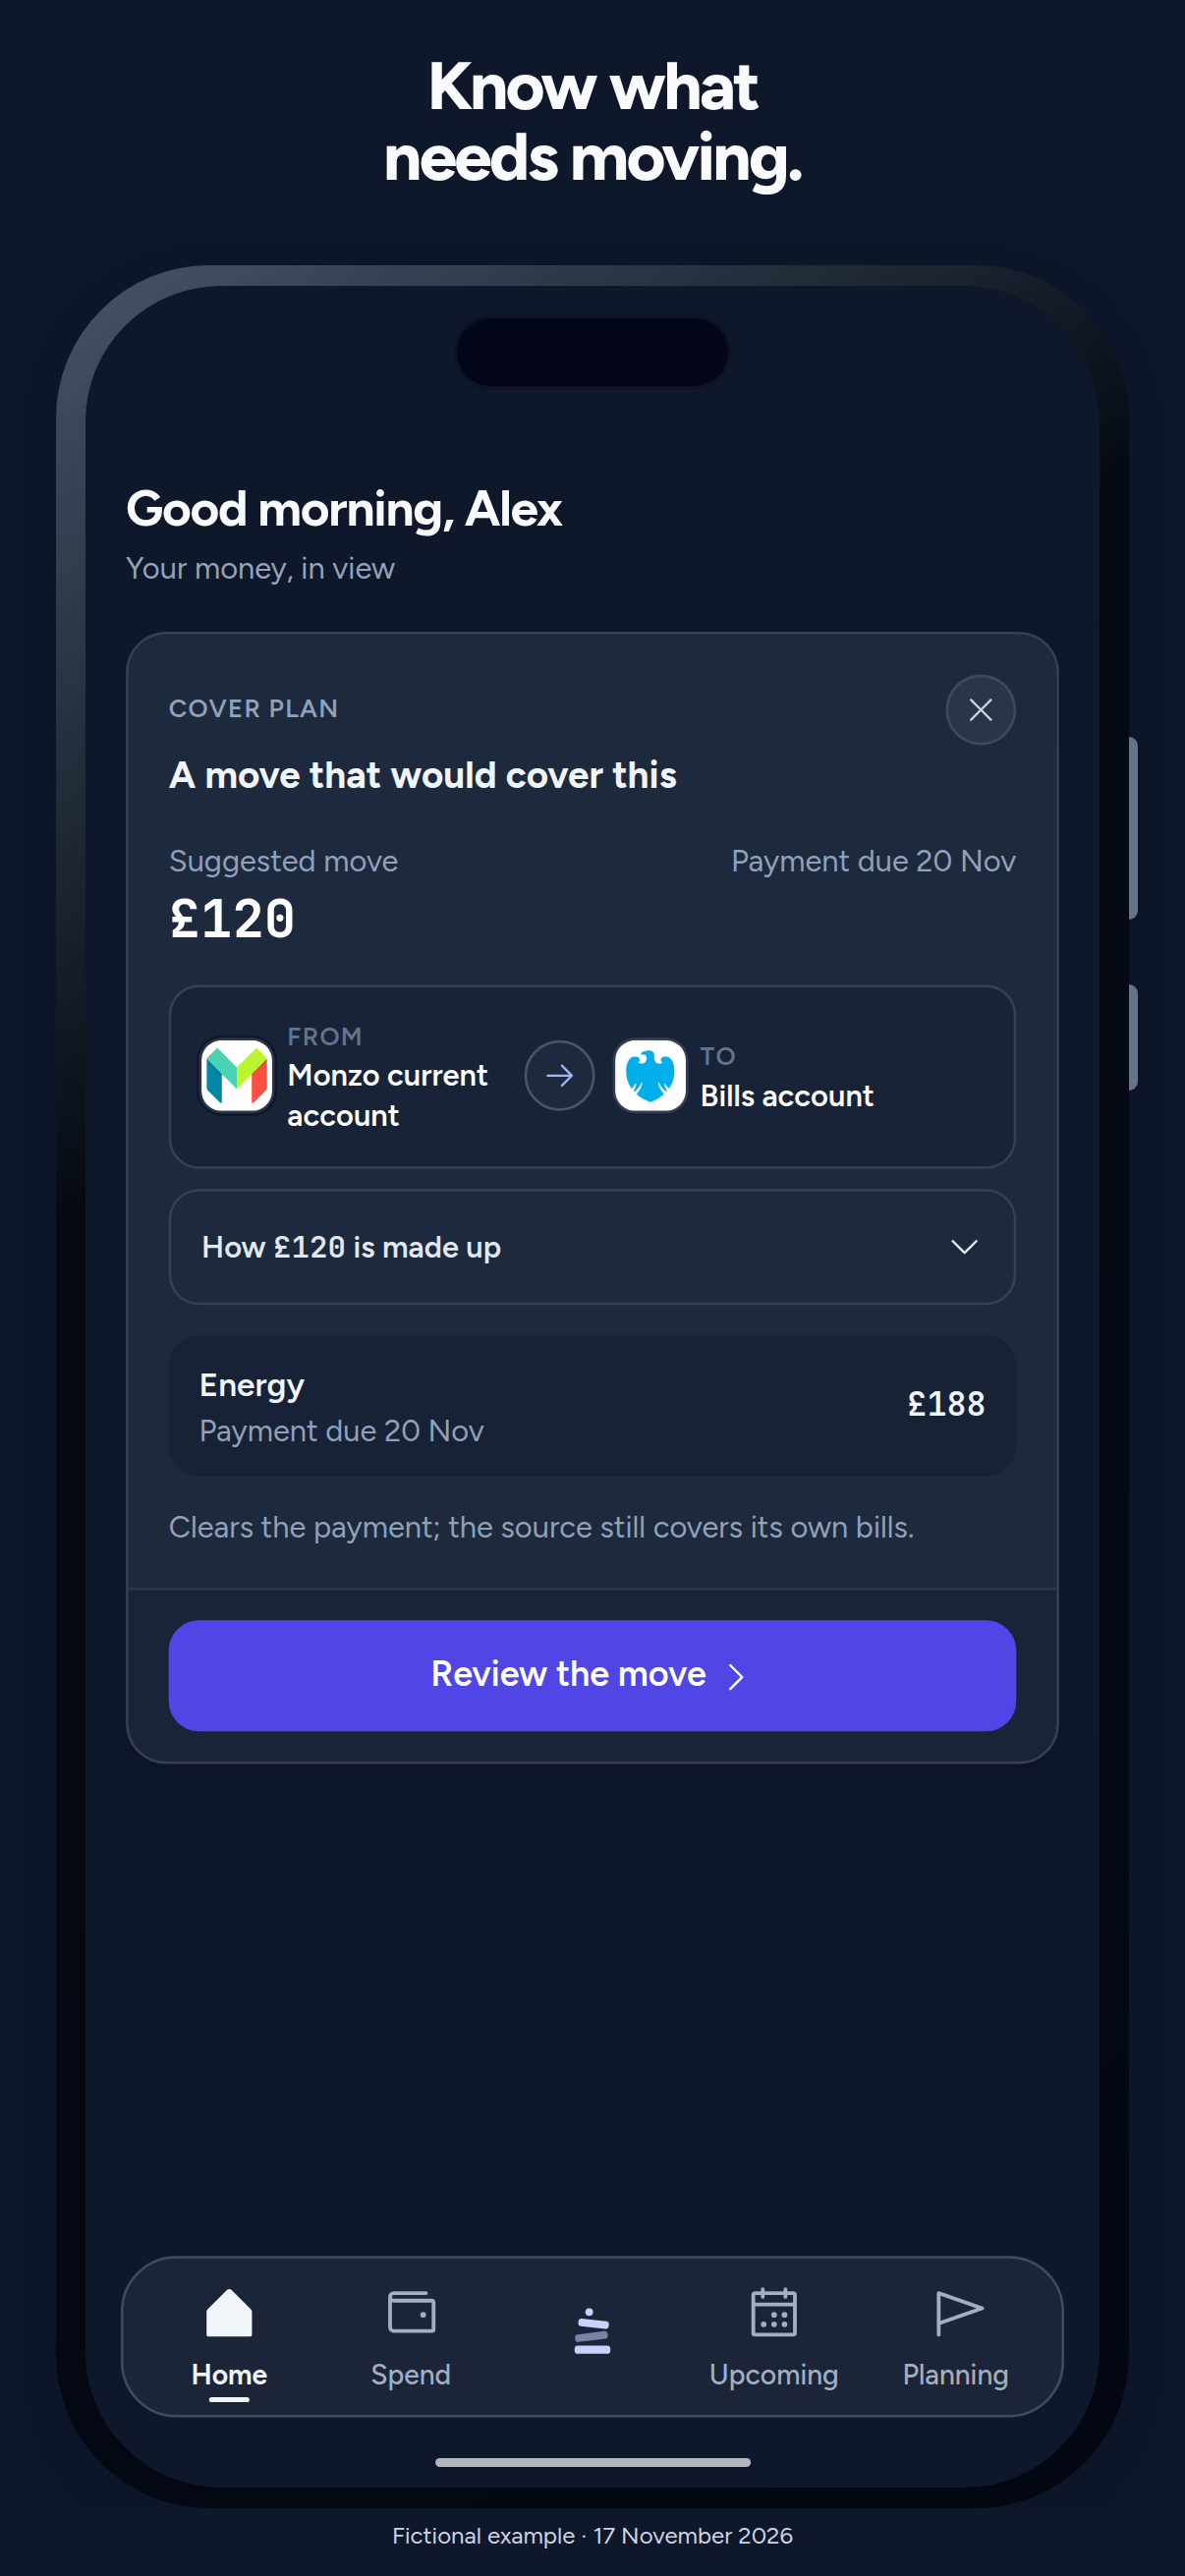 Know what
needs moving.
Good morning, Alex
Your money, in view
COVER PLAN
A move that would cover this
Suggested move
Payment due 20 Nov
£120
FROM
Monzo current
account
TO
Bills account
How £120 is made up
Energy
Payment due 20 Nov
£188
Clears the payment; the source still covers its own bills.
Review the move
Home
Spend
Upcoming
Planning
Fictional example · 17 November 2026